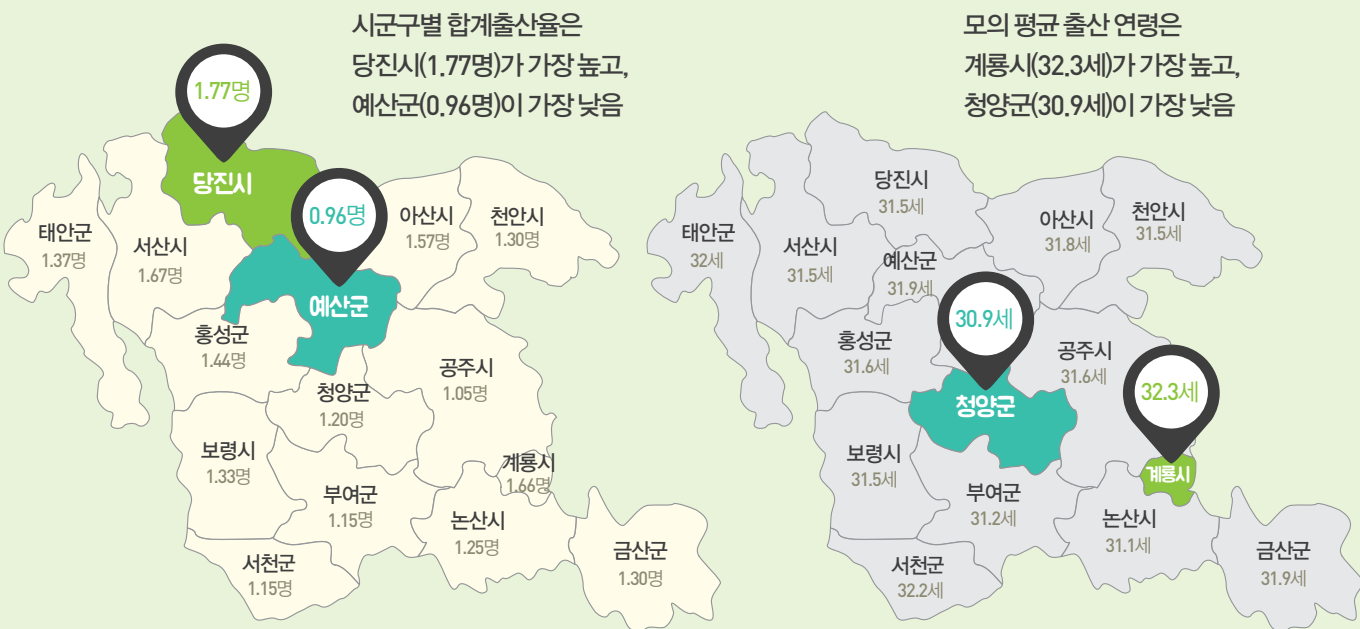 시군구별 합계출산율은
당진시(1.77명)가 가장 높고,
예산군(0.96명)이 가장 낮음
1.77명
당진시
0.96명
예산군
아산시
1.57명
천안시
1.30명
태안군
1.37명
서산시
1.67명
홍성군
1.44명
청양군
1.20명
공주시
1.05명
보령시
1.33명
계룡시
1.66명
부여군
1.15명
논산시
1.25명
서천군
1.15명
금산군
1.30명
모의 평균 출산 연령은
계룡시(32.3세)가 가장 높고,
청양군(30.9세)이 가장 낮음
당진시
31.5세
아산시
31.8세
천안시
31.5세
태안군
32세
서산시
31.5세
예산군
31.9세
30.9세
청양군
홍성군
31.6세
공주시
31.6세
32.3세
계룡시
보령시
31.5세
부여군
31.2세
논산시
31.1세
서천군
32.2세
금산군
31.9세